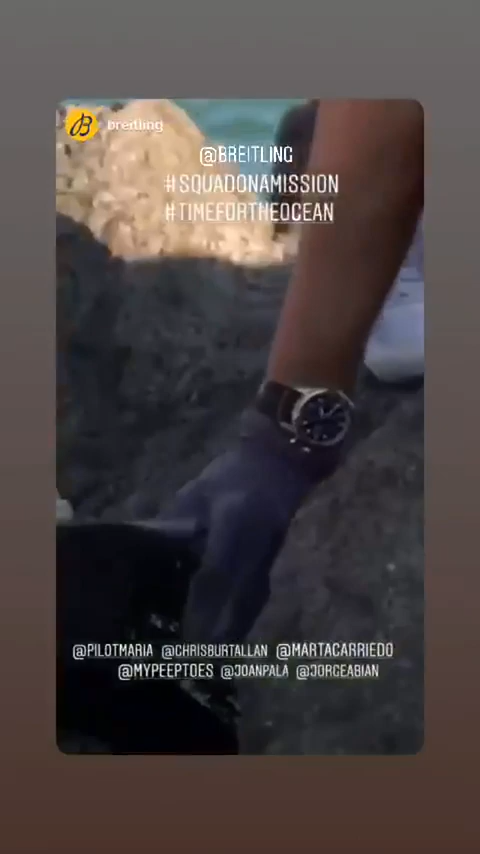 breitling
@BREITLING
#SQUADONAMISSION
#TIMEFORTHEOCEAN
@PILOTMARIA @CHRISBURTALLAN @MARTACARRIEDO
@MYPEEPTOES @JOANPALA @JORGEABIAN